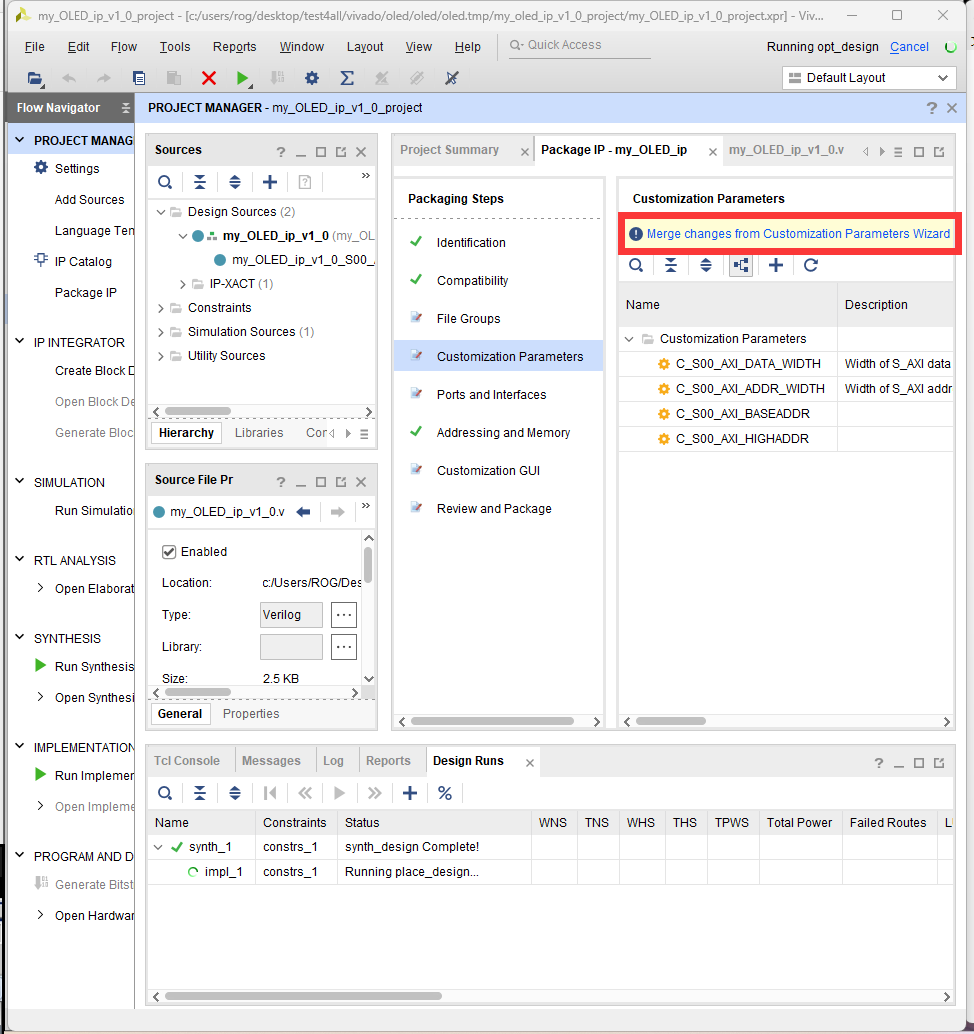 my_OLED_ip_v1_0_project - [c:/users/rog/desktop/test4all/vivado/oled/oled/oled.tmp/my_oled_ip_v1_0_project/my_OLED_ip_v1_0_project.xpr] - Viv...
File Edit Flow Tools Reports Window Layout View Help Quick Access Running opt_design Cancel
Default Layout
Flow Navigator
PROJECT MANAGER - my_OLED_ip_v1_0_project
PROJECT MANAG
Settings
Add Sources
Language Ten
IP Catalog
Package IP
IP INTEGRATOR
Create Block D
Open Block De
Generate Bloc
SIMULATION
Run Simulatio
RTL ANALYSIS
Open Elaborat
SYNTHESIS
Run Synthesis
Open Synthesi
IMPLEMENTATION
Run Implemer
Open Impleme
PROGRAM AND D
Generate Bitst
Open Hardwar
Sources
Design Sources (2)
my_OLED_ip_v1_0 (my_OL
my_OLED_ip_v1_0_S00_
IP-XACT (1)
Constraints
Simulation Sources (1)
Utility Sources
Hierarchy Libraries Cor
Source File Pr
my_OLED_ip_v1_0.v
Enabled
Location: c:/Users/ROG/Des
Type: Verilog
Library:
Size: 2.5 KB
General Properties
Project Summary Package IP - my_OLED_ip my_OLED_ip_v1_0.v
Packaging Steps
Identification
Compatibility
File Groups
Customization Parameters
Ports and Interfaces
Addressing and Memory
Customization GUI
Review and Package
Customization Parameters
Merge changes from Customization Parameters Wizard
Name Description
Customization Parameters
C_S00_AXI_DATA_WIDTH Width of S_AXI data
C_S00_AXI_ADDR_WIDTH Width of S_AXI addr
C_S00_AXI_BASEADDR
C_S00_AXI_HIGHADDR
Tcl Console Messages Log Reports Design Runs
Name Constraints Status WNS TNS WHS THS TPWS Total Power Failed Routes
synth_1 constrs_1 synth_design Complete!
impl_1 constrs_1 Running place_design...